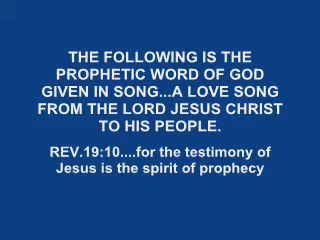 THE FOLLOWING IS THE
PROPHETIC WORD OF GOD
GIVEN IN SONG...A LOVE SONG
FROM THE LORD JESUS CHRIST
TO HIS PEOPLE.
REV.19:10....for the testimony of
Jesus is the spirit of prophecy